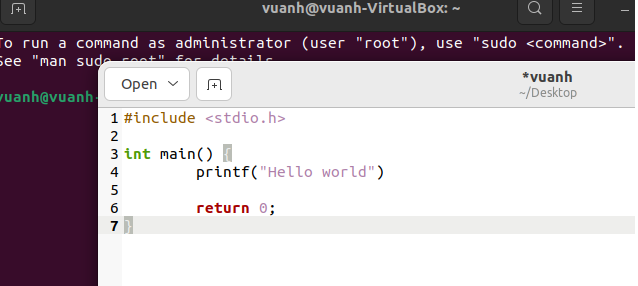 vuanh@vuanh-VirtualBox: ~
To run a command as administrator (user "root"), use "sudo <command>".
See "man sudo_root" for details
vuanh@vuanh-
Open
*vuanh
~/Desktop
1 #include <stdio.h>
2
3 int main() {
4 printf("Hello world")
5
6 return 0;
7 }